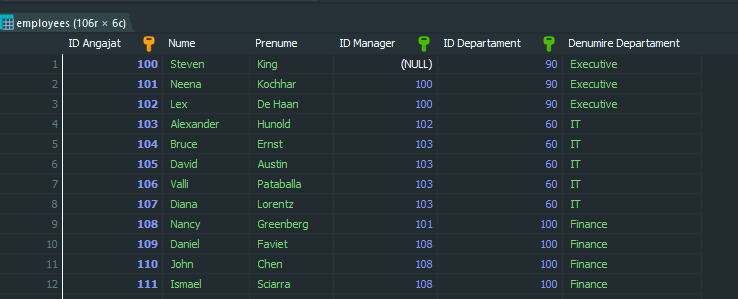 employees (106r × 6c)
ID Angajat Nume Prenume ID Manager ID Departament Denumire Departament
1 100 Steven King (NULL) 90 Executive
2 101 Neena Kochhar 100 90 Executive
3 102 Lex De Haan 100 90 Executive
4 103 Alexander Hunold 102 60 IT
5 104 Bruce Ernst 103 60 IT
6 105 David Austin 103 60 IT
7 106 Valli Pataballa 103 60 IT
8 107 Diana Lorentz 103 60 IT
9 108 Nancy Greenberg 101 100 Finance
10 109 Daniel Faviet 108 100 Finance
11 110 John Chen 108 100 Finance
12 111 Ismael Sciarra 108 100 Finance